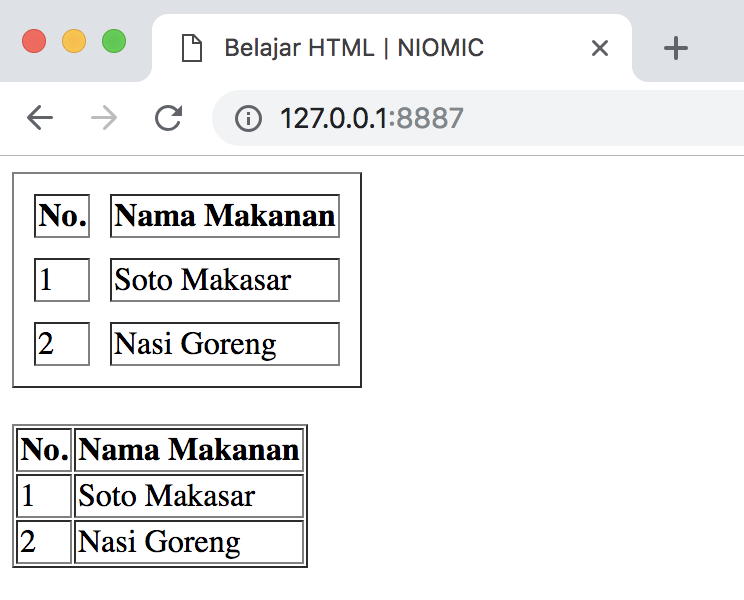 Belajar HTML | NIOMIC
127.0.0.1:8887
No. Nama Makanan
1 Soto Makasar
2 Nasi Goreng
No. Nama Makanan
1 Soto Makasar
2 Nasi Goreng